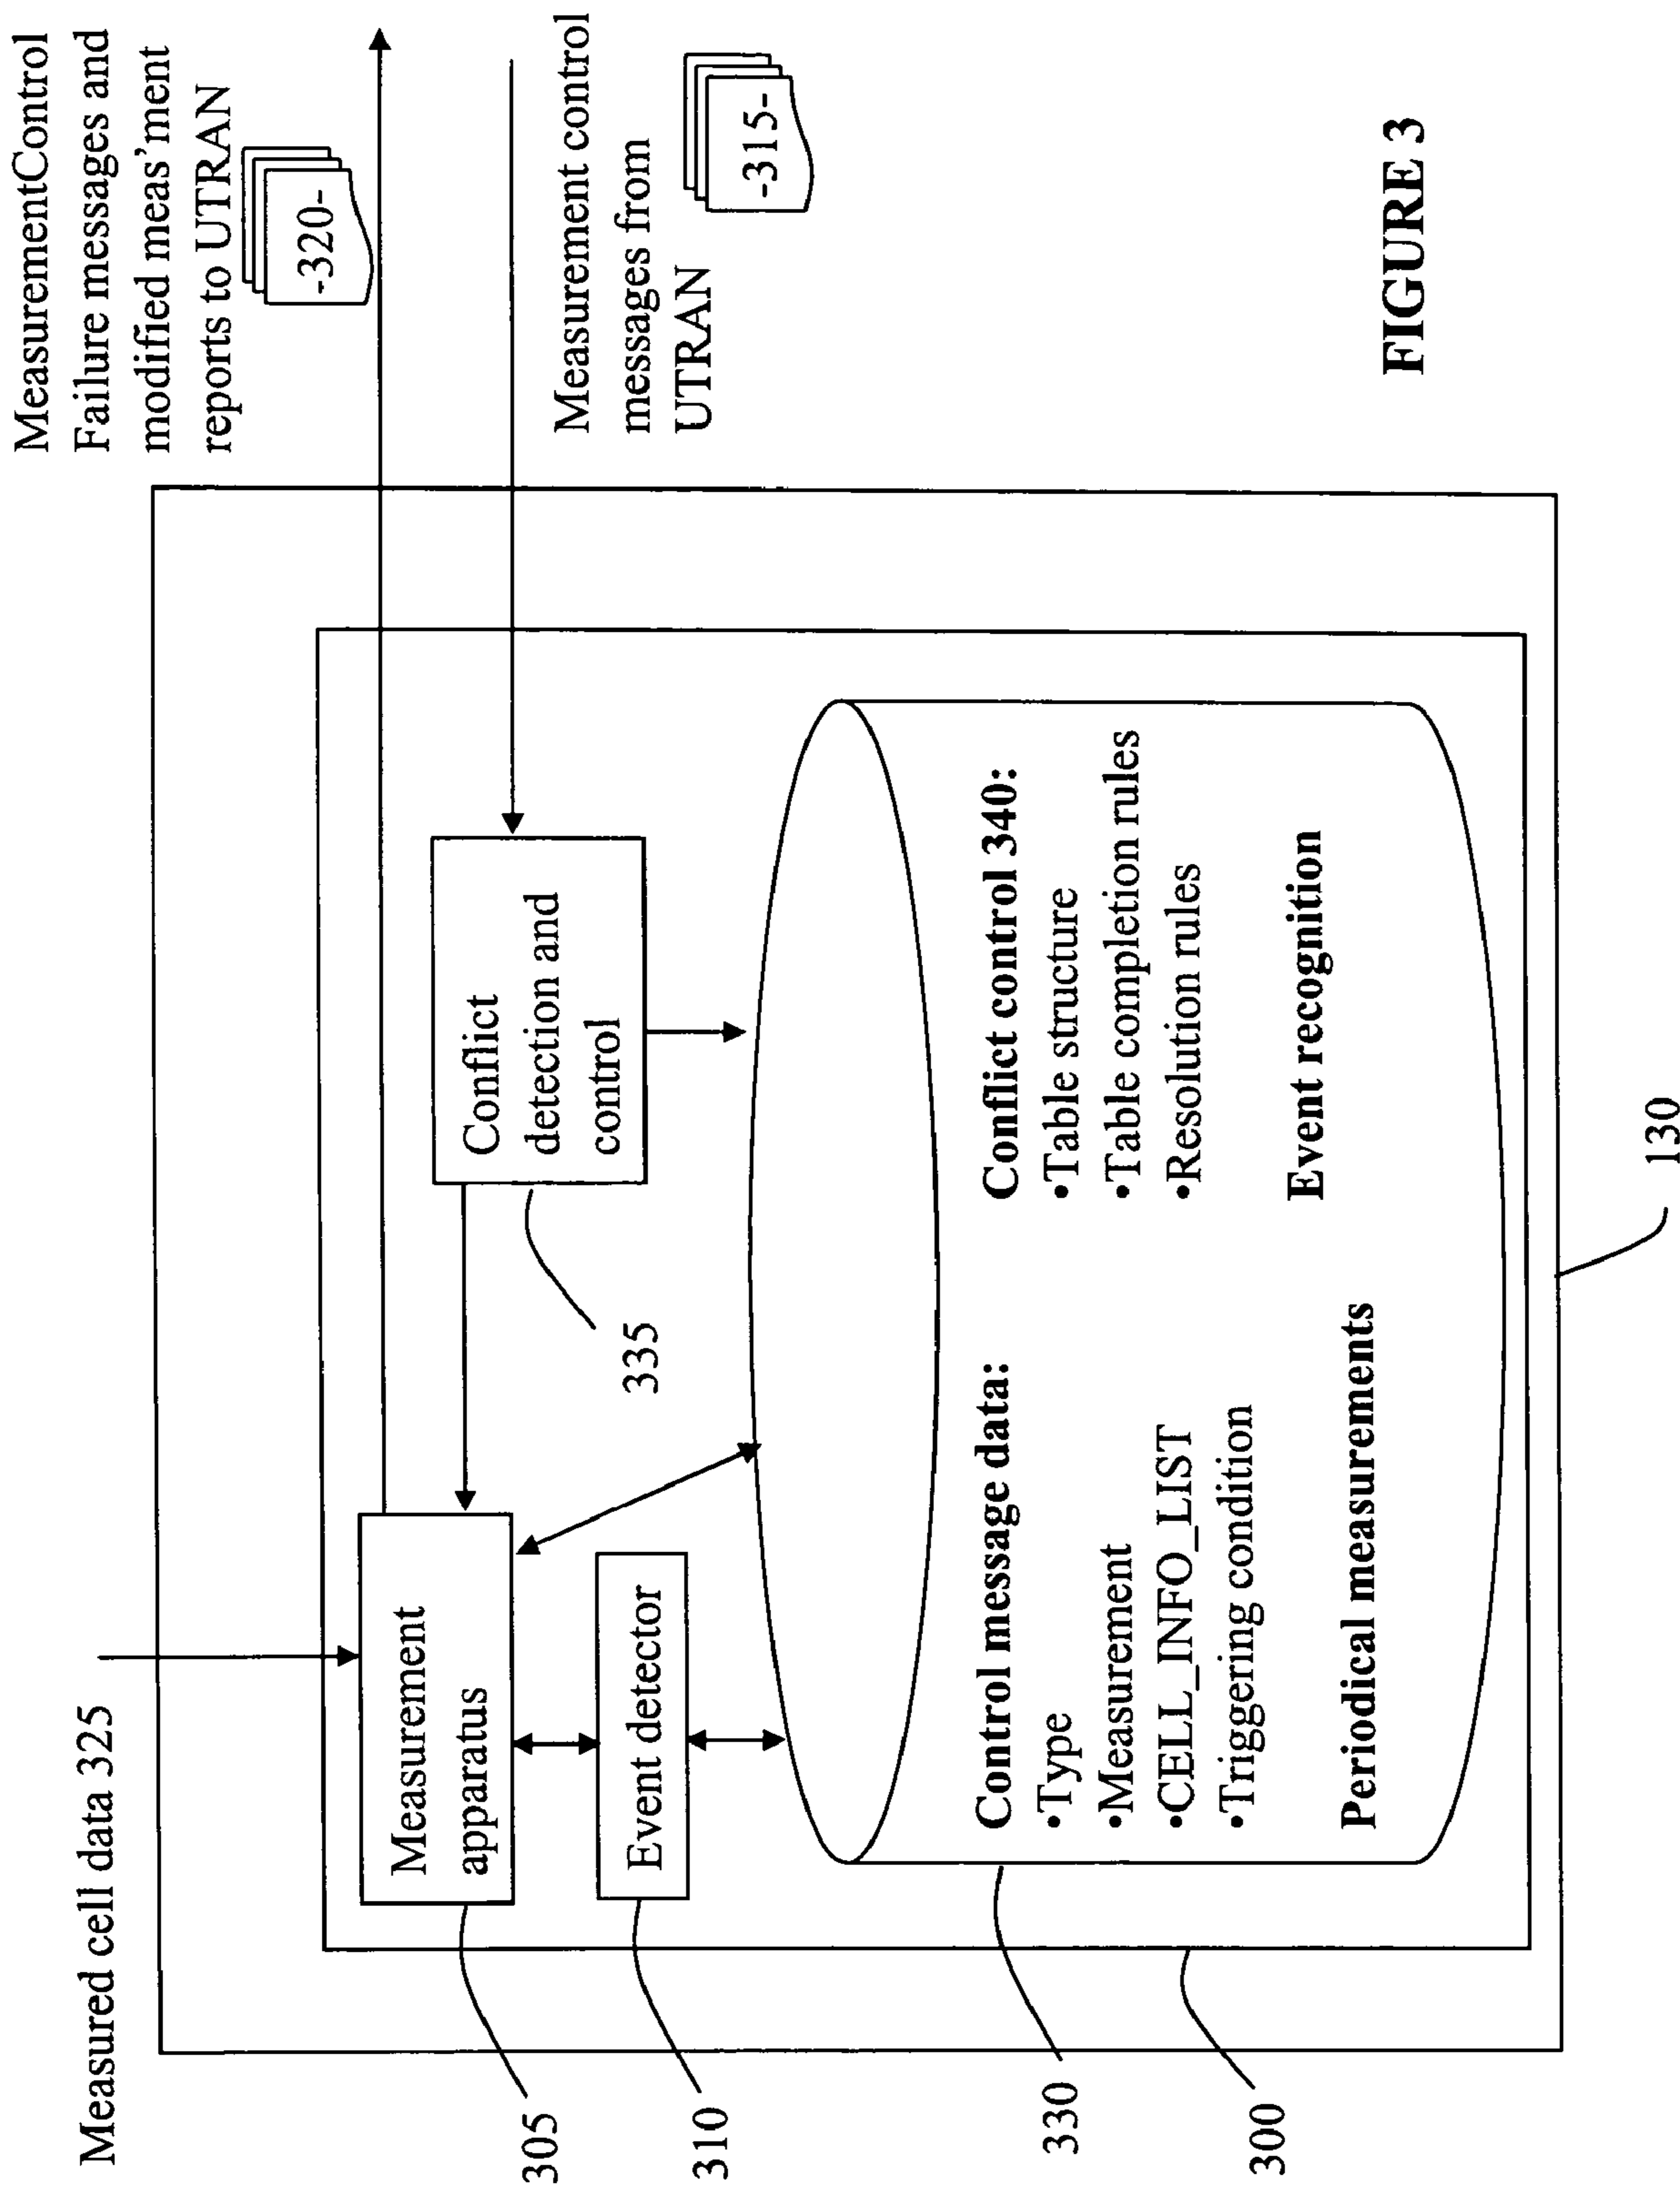 Measured cell data 325
MeasurementControl
Failure messages and
modified meas'ment
reports to UTRAN
-320-
Measurement control
messages from
UTRAN
-315-
Measurement
apparatus
Conflict
detection and
control
Event detector
305
310
335
Control message data:
•Type
•Measurement
•CELL_INFO_LIST
•Triggering condition
Periodical measurements
Conflict control 340:
•Table structure
•Table completion rules
•Resolution rules
Event recognition
330
300
130
FIGURE 3